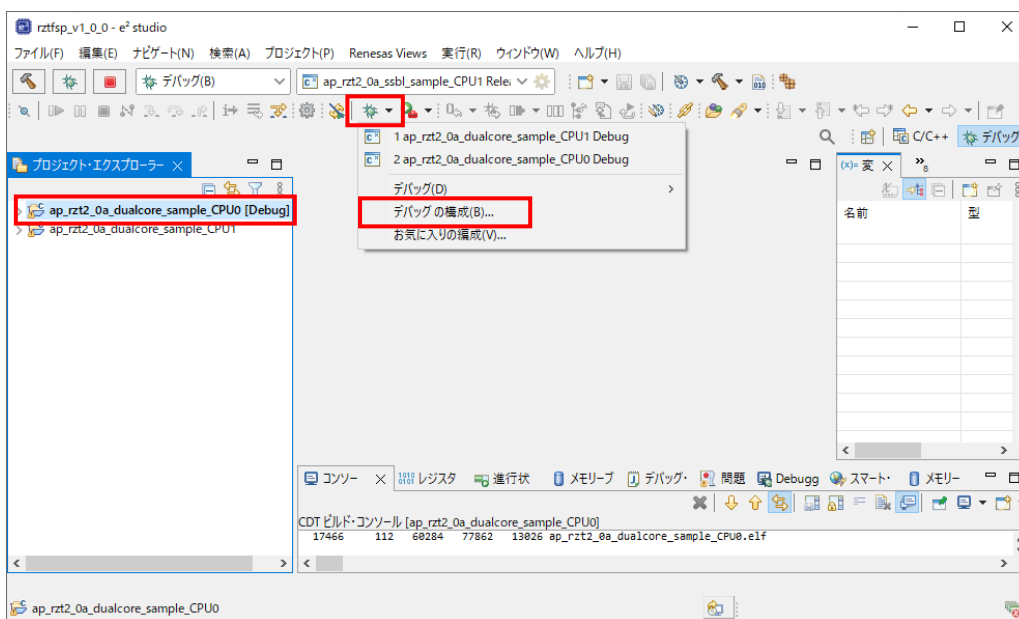 rztfsp_v1_0_0 - e² studio
ファイル(F) 編集(E) ナビゲート(N) 検索(A) プロジェクト(P) Renesas Views 実行(R) ウィンドウ(W) ヘルプ(H)
デバッグ(B)
ap_rzt2_0a_ssbl_sample_CPU1 Relea
C/C++
デバッグ
1 ap_rzt2_0a_dualcore_sample_CPU1 Debug
2 ap_rzt2_0a_dualcore_sample_CPU0 Debug
デバッグ(D)
デバッグ の構成(B)...
お気に入りの編成(V)...
プロジェクト・エクスプローラー
ap_rzt2_0a_dualcore_sample_CPU0 [Debug]
ap_rzt2_0a_dualcore_sample_CPU1
(x)= 変
8
名前 型
コンソー レジスタ 進行状 メモリーブ デバッグ・ 問題 Debugg スマート・ メモリー
CDT ビルド・コンソール [ap_rzt2_0a_dualcore_sample_CPU0]
17466 112 60284 77862 13026 ap_rzt2_0a_dualcore_sample_CPU0.elf
ap_rzt2_0a_dualcore_sample_CPU0